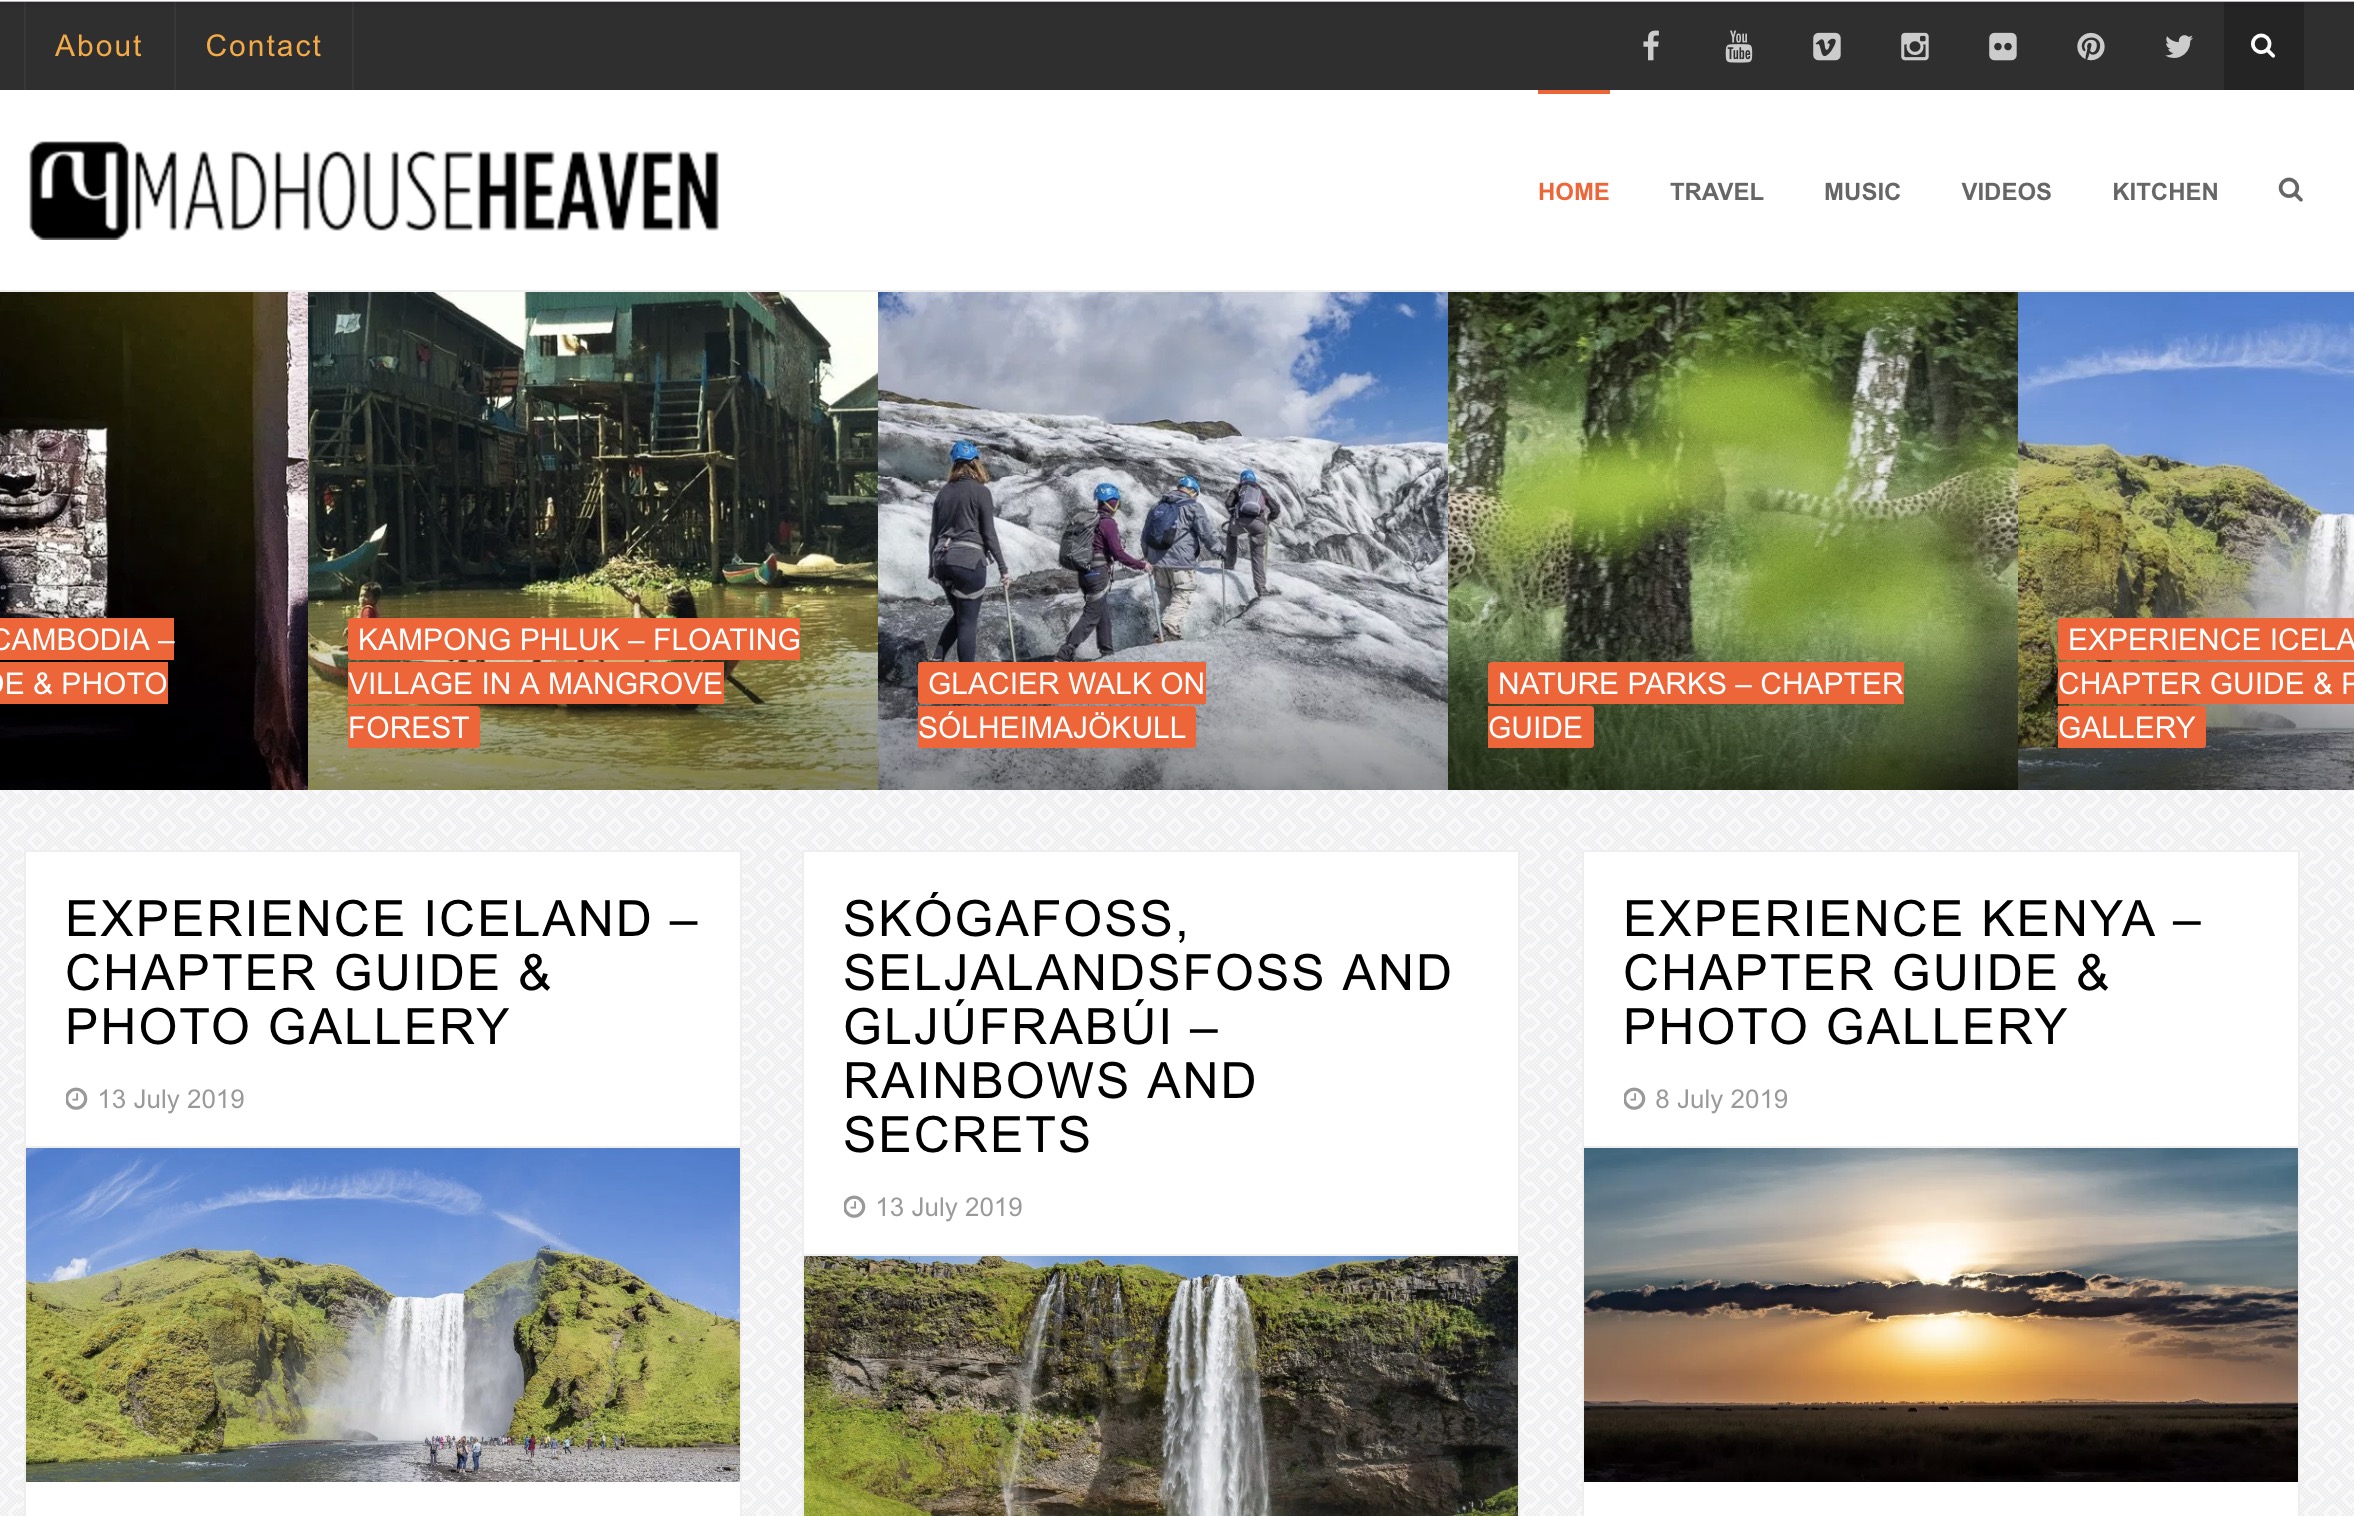 About
Contact
You
Tube
MADHOUSEHEAVEN
HOME
TRAVEL
MUSIC
VIDEOS
KITCHEN
CAMBODIA –
& PHOTO
KAMPONG PHLUK – FLOATING
VILLAGE IN A MANGROVE
FOREST
GLACIER WALK ON
SÓLHEIMAJÖKULL
NATURE PARKS – CHAPTER
GUIDE
EXPERIENCE
CHAPTER GUIDE &
GALLERY
EXPERIENCE ICELAND –
CHAPTER GUIDE &
PHOTO GALLERY
13 July 2019
SKÓGAFOSS,
SELJALANDSFOSS AND
GLJÚFRABÚI –
RAINBOWS AND
SECRETS
13 July 2019
EXPERIENCE KENYA –
CHAPTER GUIDE &
PHOTO GALLERY
8 July 2019